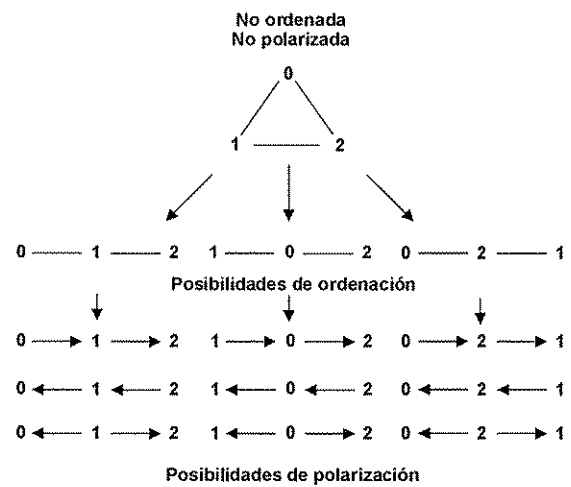 No ordenada
No polarizada
0
1 2
0 1 2 1 0 2 0 2 1
Posibilidades de ordenación
0 1 2 1 0 2 0 2 1
0 1 2 1 0 2 0 2 1
0 1 2 1 0 2 0 2 1
Posibilidades de polarización